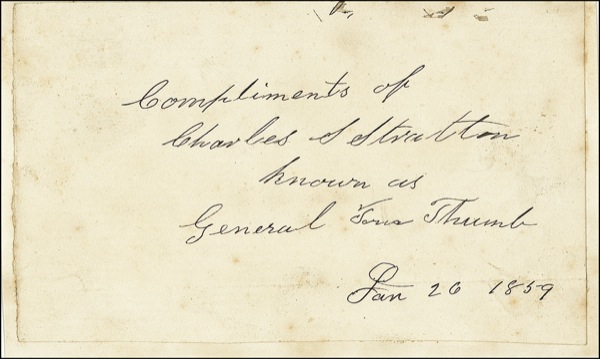 Compliments of
Charles S Stratton
known as
General Tom Thumb
Jan 26 1859